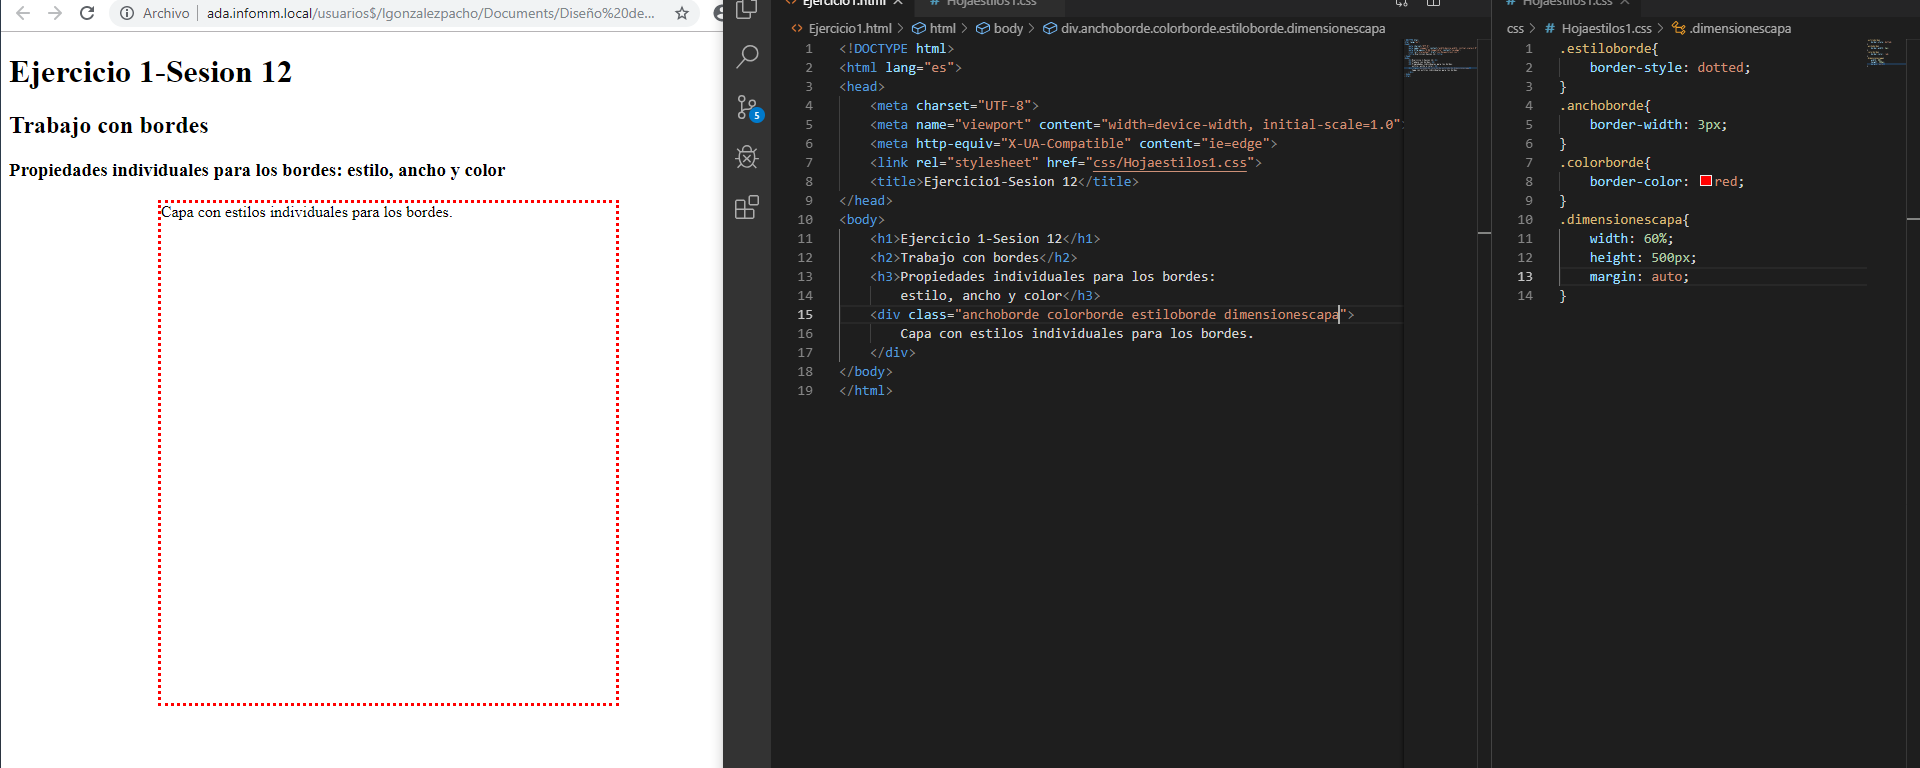 Archivo | ada.infomm.local/usuarios$/lgonzalezpacho/Documents/Diseño%20de...
Ejercicio 1-Sesion 12
Trabajo con bordes
Propiedades individuales para los bordes: estilo, ancho y color
Capa con estilos individuales para los bordes.
5
Ejercicio1.html
Hojaestilos1.css
Ejercicio1.html > html > body > div.anchoborde.colorborde.estiloborde.dimensionescapa
1 <!DOCTYPE html>
2 <html lang="es">
3 <head>
4 <meta charset="UTF-8">
5 <meta name="viewport" content="width=device-width, initial-scale=1.0"
6 <meta http-equiv="X-UA-Compatible" content="ie=edge">
7 <link rel="stylesheet" href="css/Hojaestilos1.css">
8 <title>Ejercicio1-Sesion 12</title>
9 </head>
10 <body>
11 <h1>Ejercicio 1-Sesion 12</h1>
12 <h2>Trabajo con bordes</h2>
13 <h3>Propiedades individuales para los bordes:
14 estilo, ancho y color</h3>
15 <div class="anchoborde colorborde estiloborde dimensionescapa">
16 Capa con estilos individuales para los bordes.
17 </div>
18 </body>
19 </html>
# Hojaestilos1.css
css > # Hojaestilos1.css > .dimensionescapa
1 .estiloborde{
2 border-style: dotted;
3 }
4 .anchoborde{
5 border-width: 3px;
6 }
7 .colorborde{
8 border-color: red;
9 }
10 .dimensionescapa{
11 width: 60%;
12 height: 500px;
13 margin: auto;
14 }